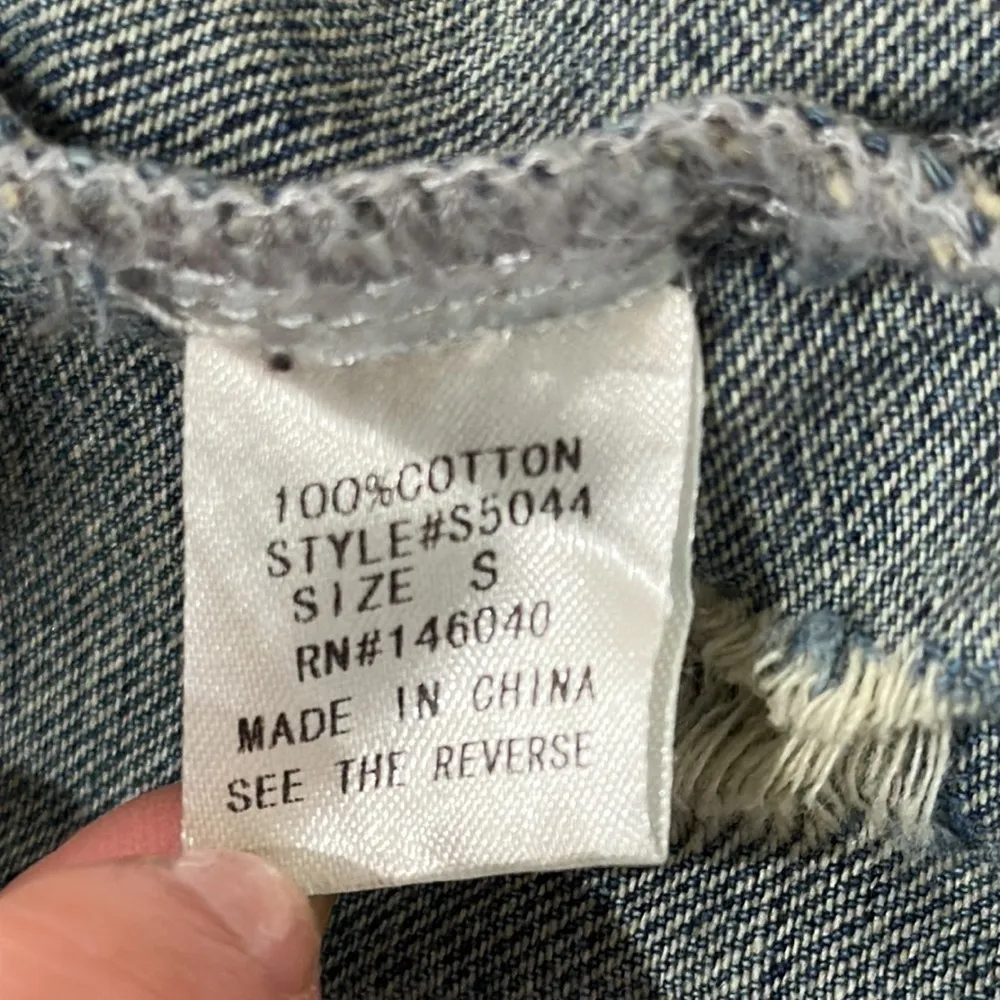 100%COTTON
STYLE#S5044
SIZE S
RN#146040
MADE IN CHINA
SEE THE REVERSE